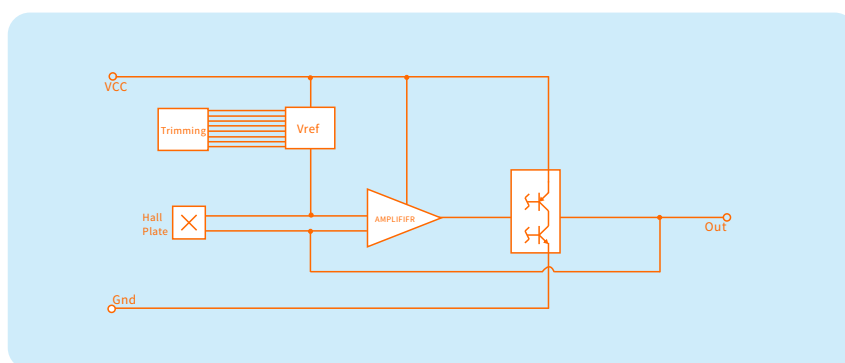 VCC
Trimming
Vref
Hall
Plate
AMPLIFIFR
Out
Gnd